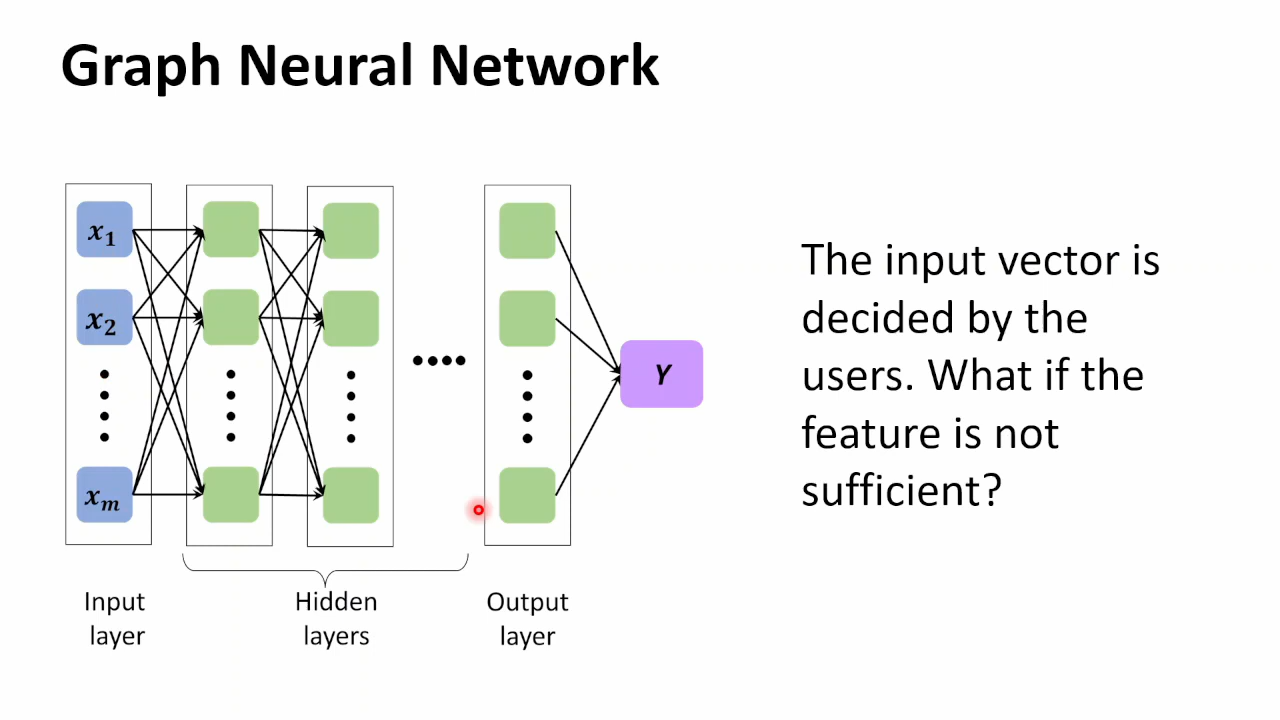 Graph Neural Network
x₁
x₂
xₘ
Y
The input vector is
decided by the
users. What if the
feature is not
sufficient?
Input
layer
Hidden
layers
Output
layer